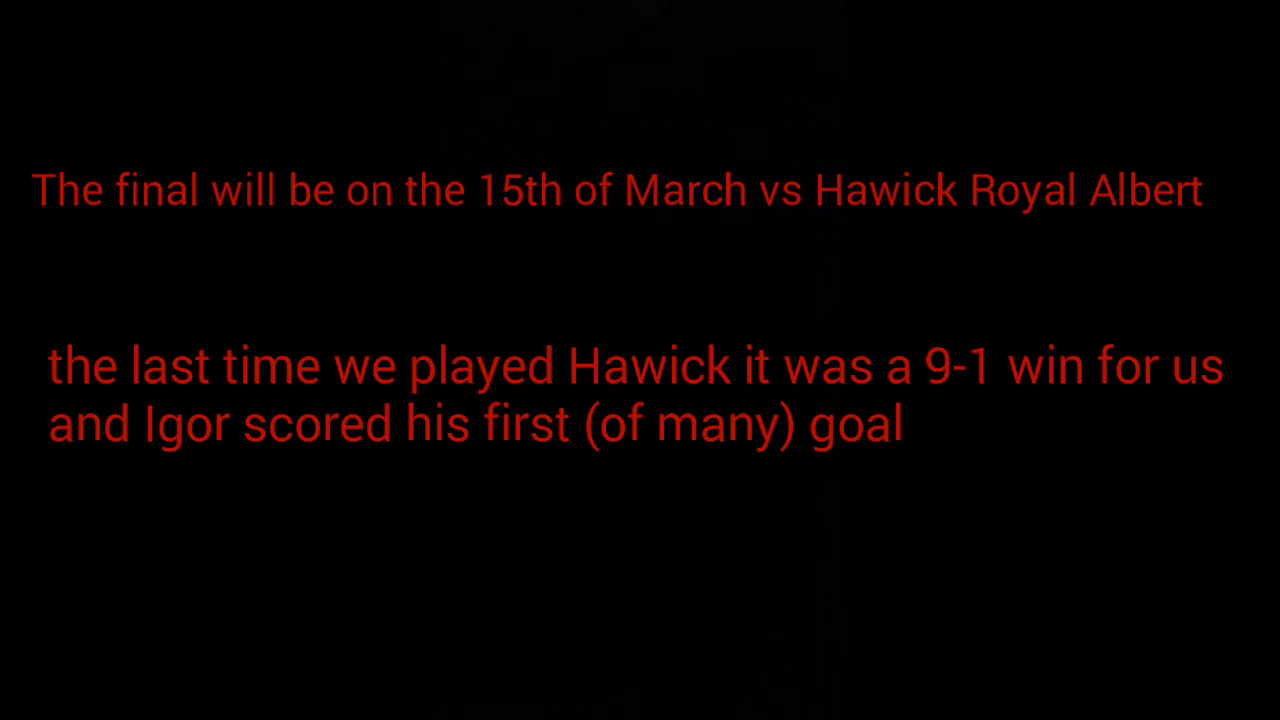 The final will be on the 15th of March vs Hawick Royal Albert
the last time we played Hawick it was a 9-1 win for us
and Igor scored his first (of many) goal